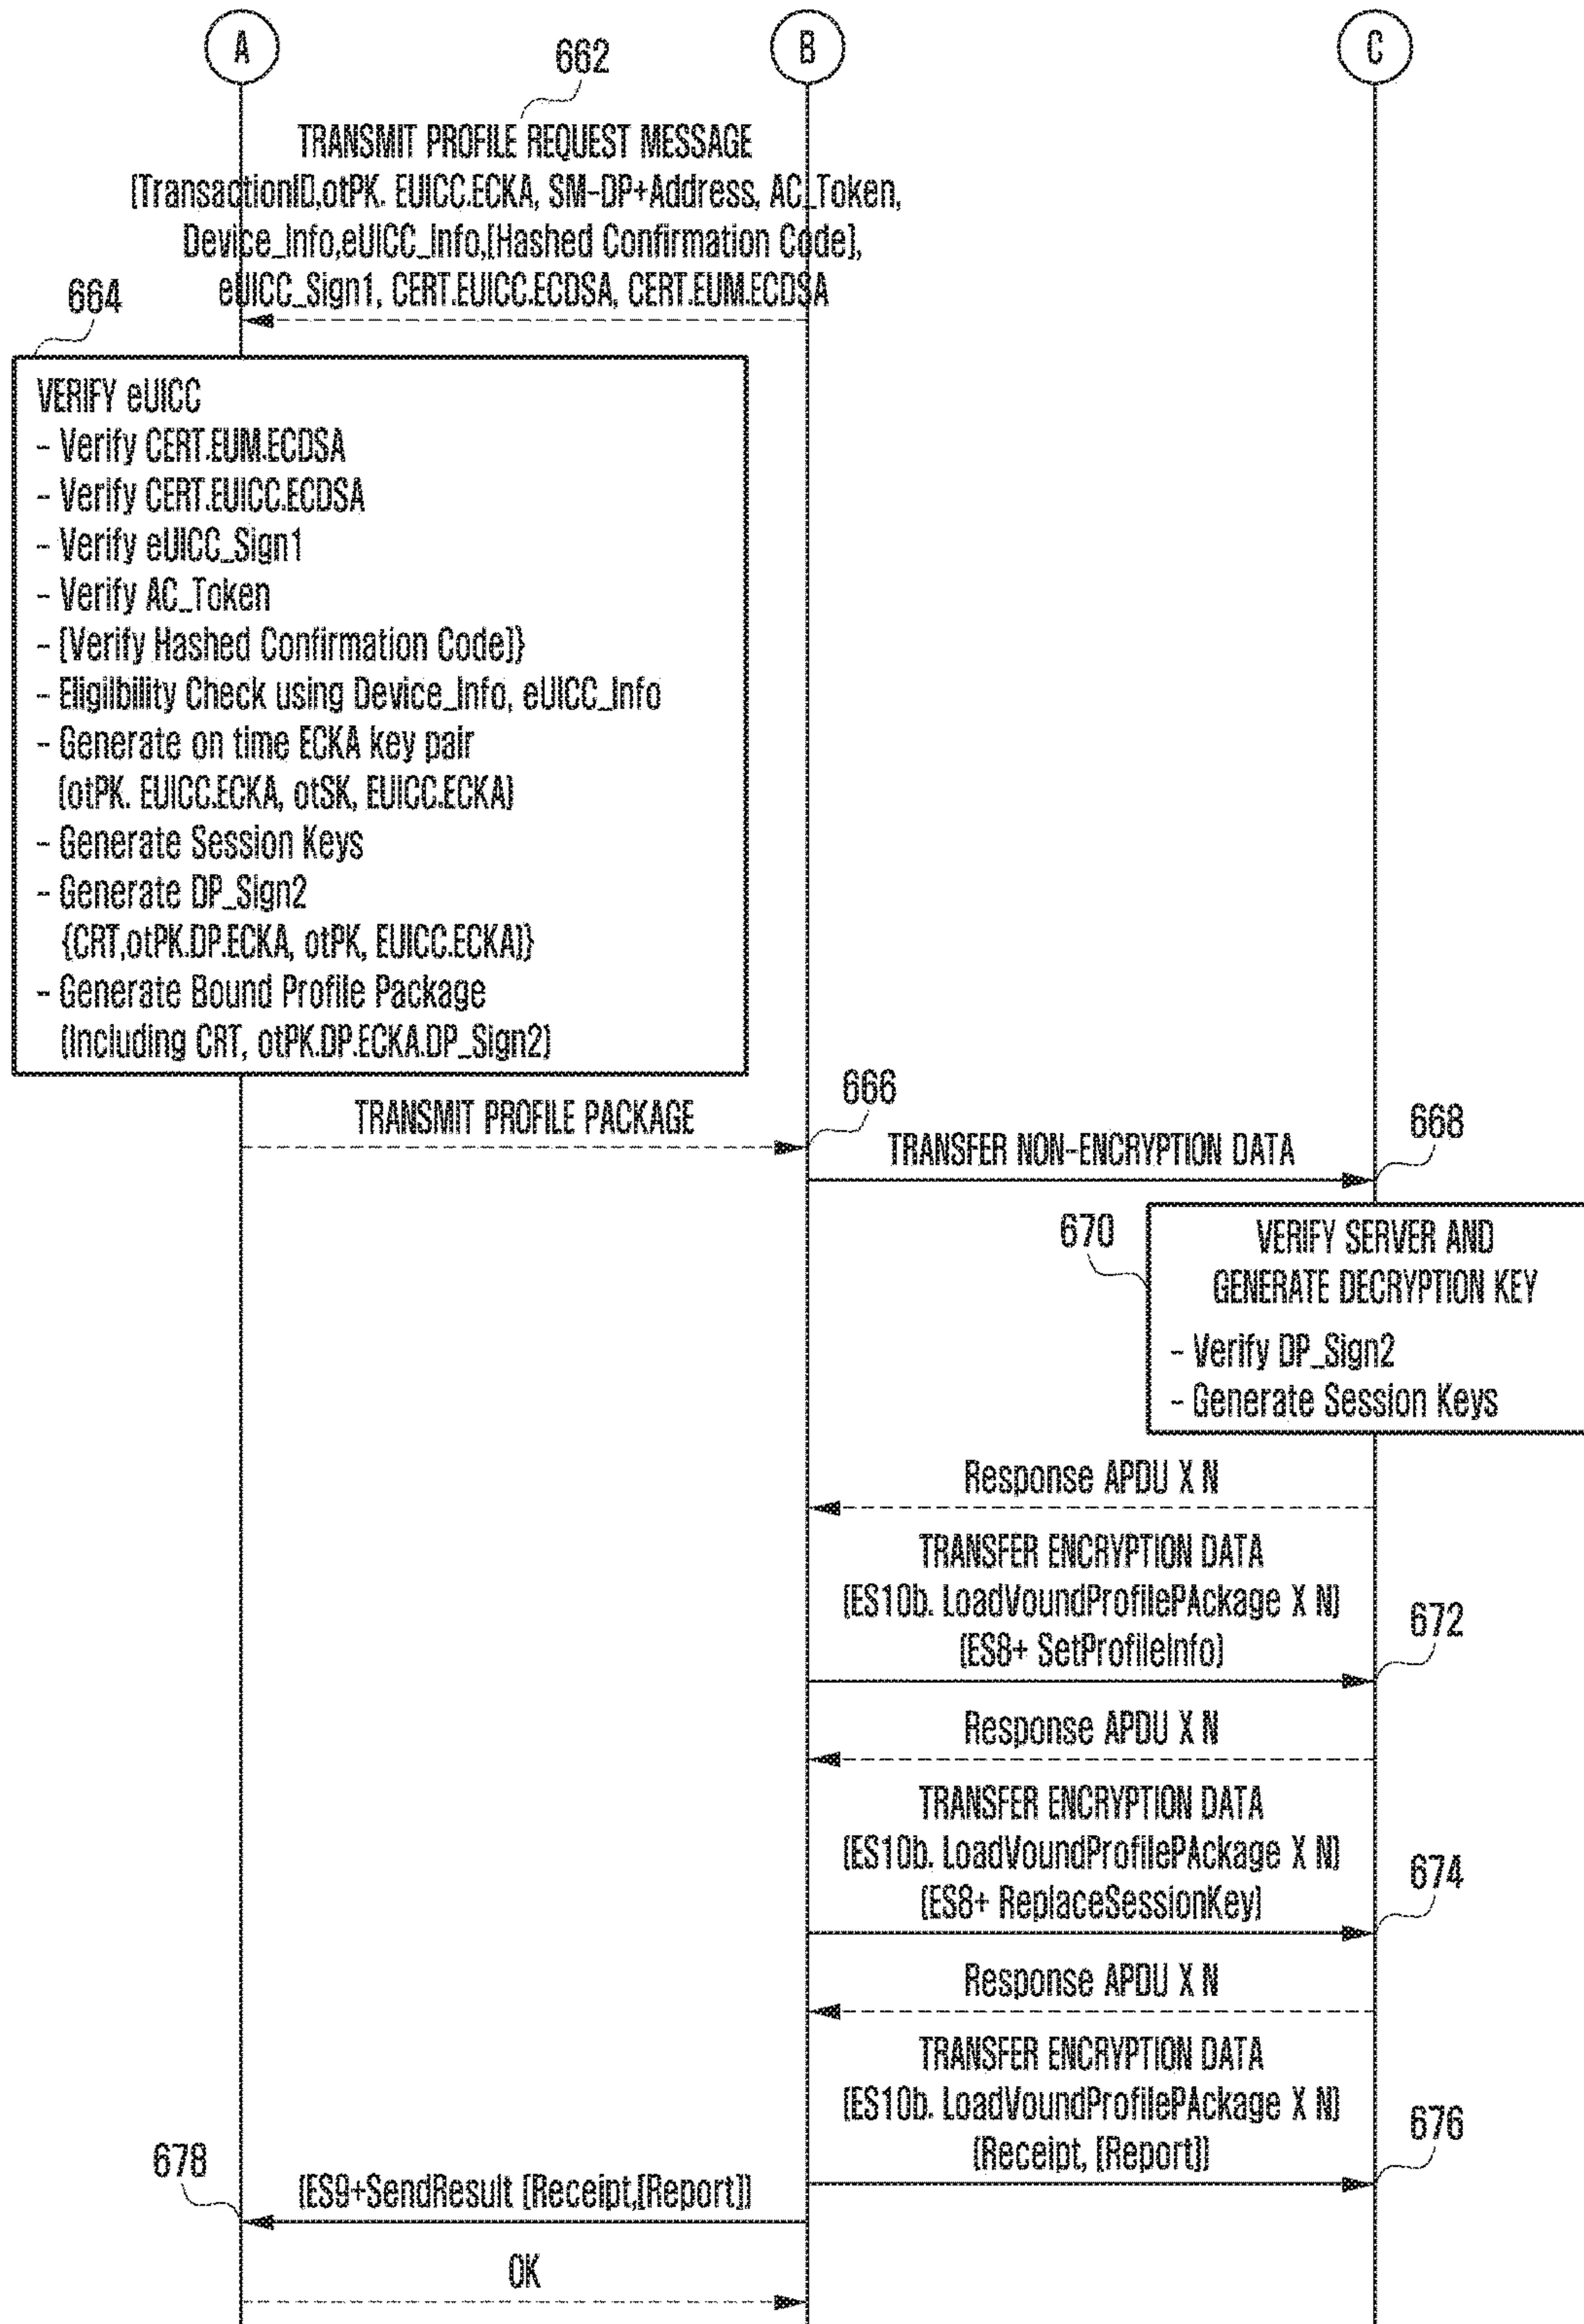 A
B
C
662
TRANSMIT PROFILE REQUEST MESSAGE
(TransactionID,otPK. EUICC.ECKA, SM-DP+Address, AC_Token,
Device_Info,eUICC_Info,[Hashed Confirmation Code],
eUICC_Sign1, CERT.EUICC.ECDSA, CERT.EUM.ECDSA
664
VERIFY eUICC
- Verify CERT.EUM.ECDSA
- Verify CERT.EUICC.ECDSA
- Verify eUICC_Sign1
- Verify AC_Token
- [Verify Hashed Confirmation Code]}
- Eligilbility Check using Device_Info, eUICC_Info
- Generate on time ECKA key pair
(otPK. EUICC.ECKA, otSK, EUICC.ECKA)
- Generate Session Keys
- Generate DP_Sign2
{CRT,otPK.DP.ECKA, otPK, EUICC.ECKA)}
- Generate Bound Profile Package
(Including CRT, otPK.DP.ECKA.DP_Sign2)
TRANSMIT PROFILE PACKAGE
666
TRANSFER NON-ENCRYPTION DATA
668
670
VERIFY SERVER AND
GENERATE DECRYPTION KEY
- Verify DP_Sign2
- Generate Session Keys
Response APDU X N
TRANSFER ENCRYPTION DATA
(ES10b. LoadVoundProfilePAckage X N)
(ES8+ SetProfileInfo)
672
Response APDU X N
TRANSFER ENCRYPTION DATA
(ES10b. LoadVoundProfilePAckage X N)
(ES8+ ReplaceSessionKey)
674
Response APDU X N
TRANSFER ENCRYPTION DATA
(ES10b. LoadVoundProfilePAckage X N)
(Receipt, [Report])
676
678
(ES9+SendResult [Receipt,[Report])
OK